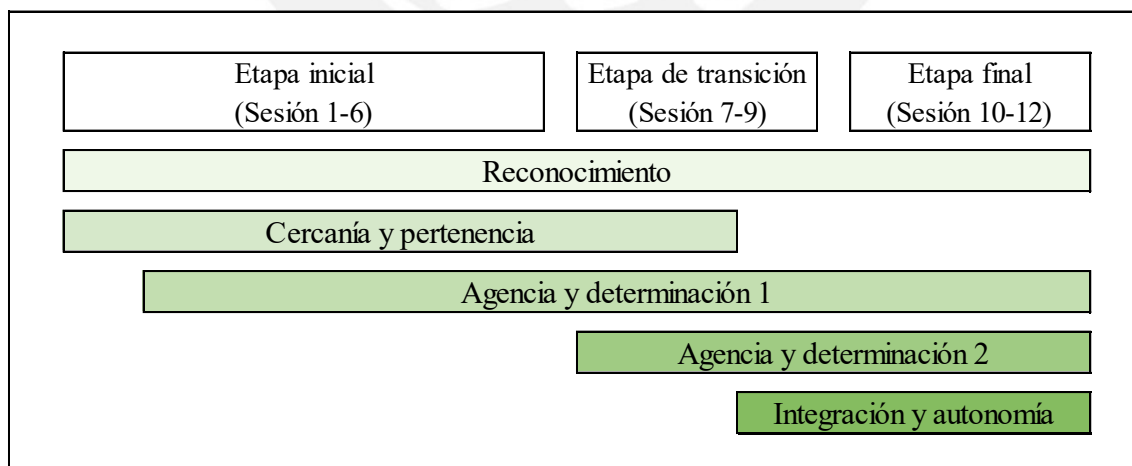 Etapa inicial
(Sesión 1-6)
Etapa de transición
(Sesión 7-9)
Etapa final
(Sesión 10-12)
Reconocimiento
Cercanía y pertenencia
Agencia y determinación 1
Agencia y determinación 2
Integración y autonomía